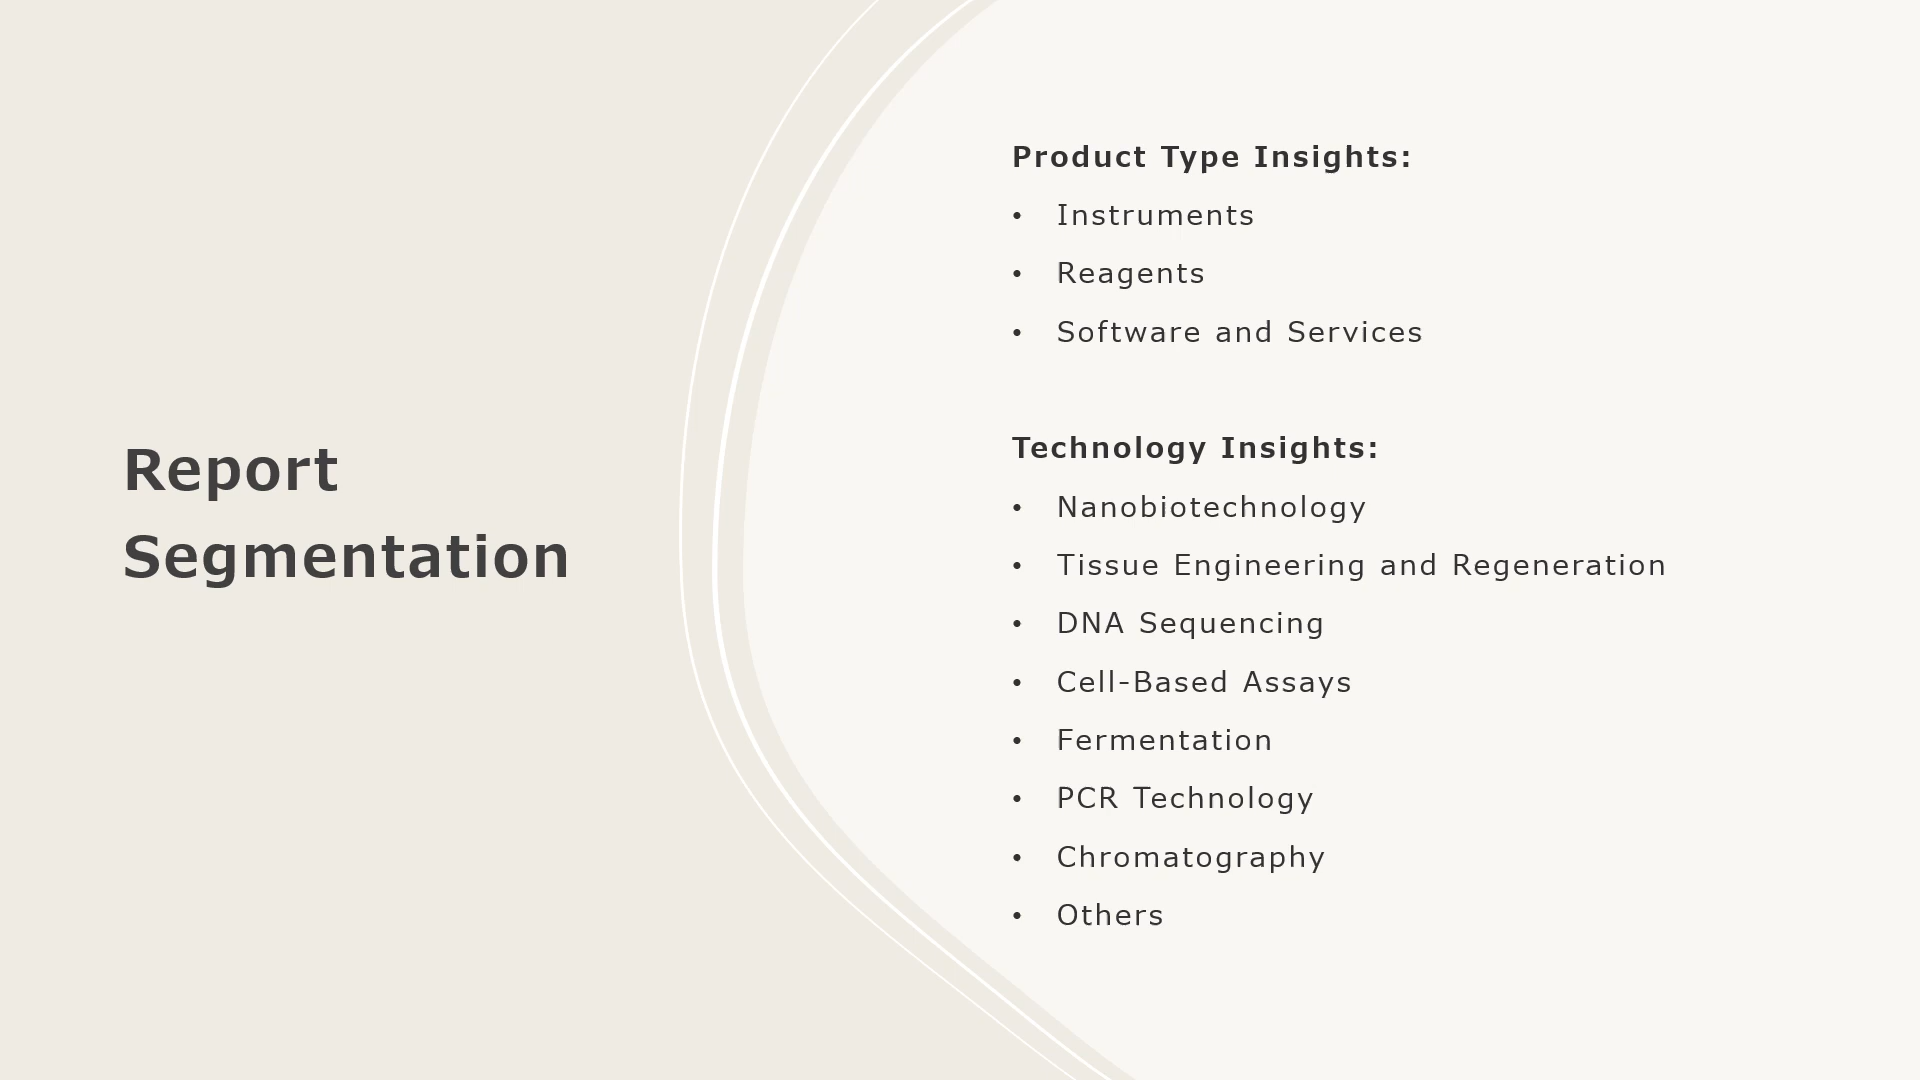 Report
Segmentation
Product Type Insights:
• Instruments
• Reagents
• Software and Services
Technology Insights:
• Nanobiotechnology
• Tissue Engineering and Regeneration
• DNA Sequencing
• Cell-Based Assays
• Fermentation
• PCR Technology
• Chromatography
• Others